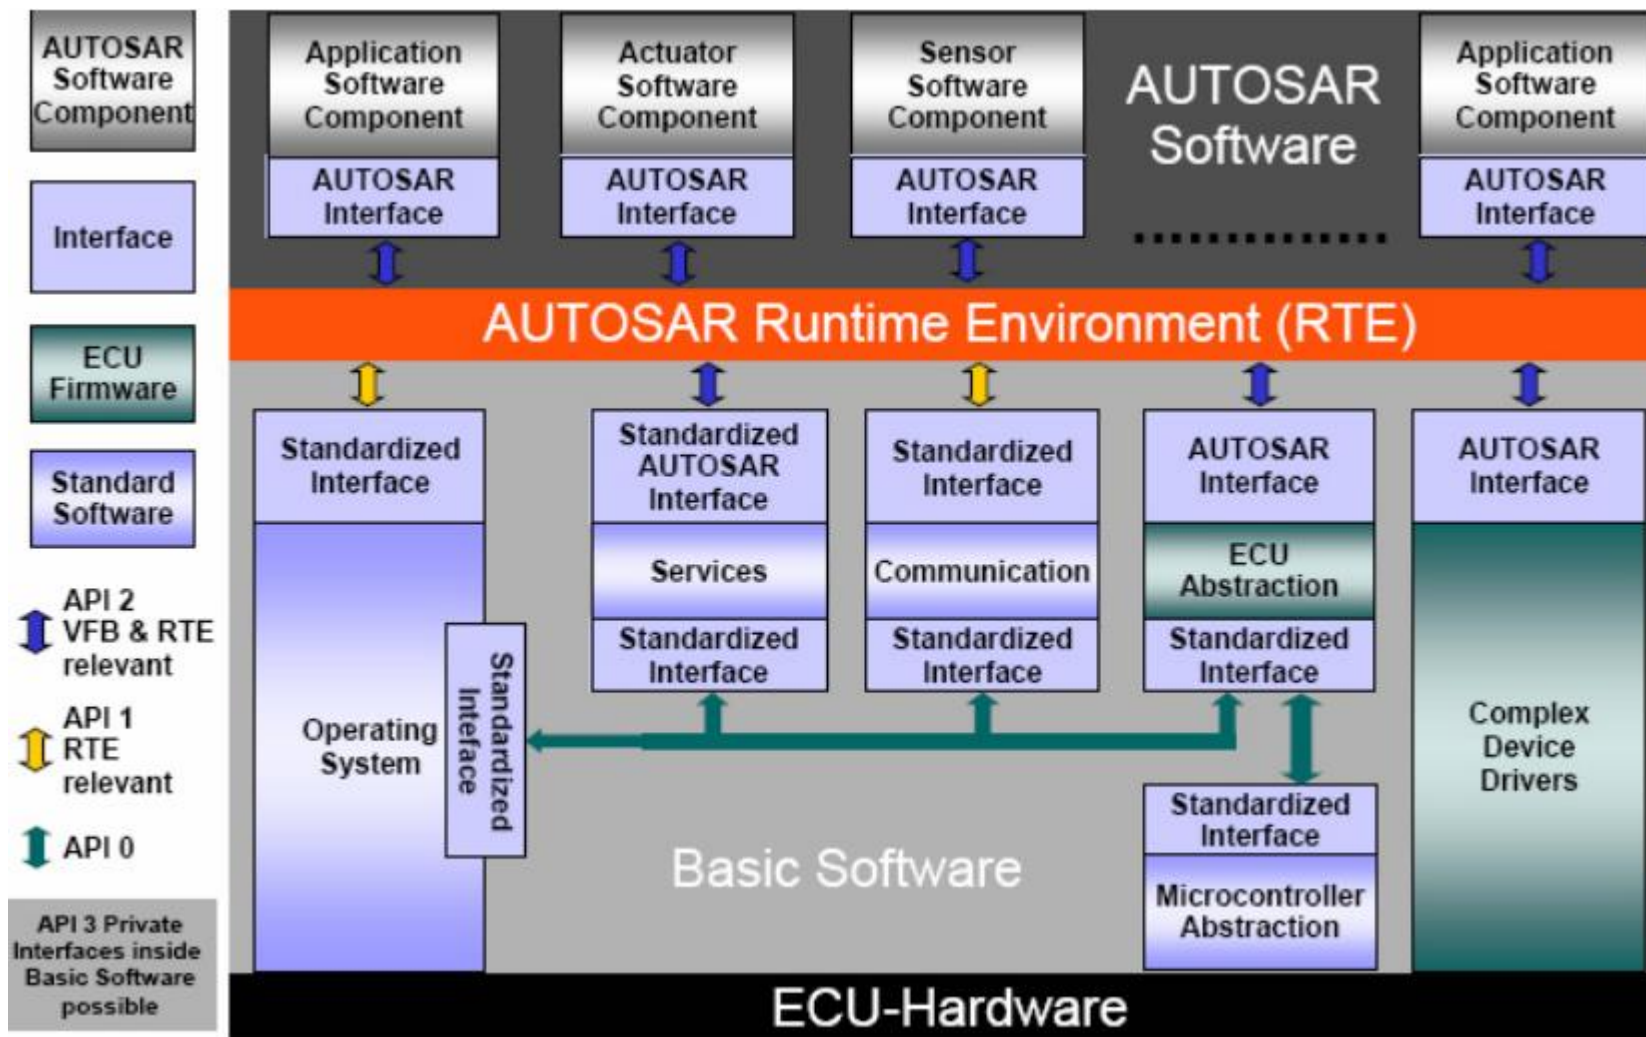 AUTOSAR
Software
Component
Interface
ECU
Firmware
Standard
Software
API 2
VFB & RTE
relevant
API 1
RTE
relevant
API 0
API 3 Private
Interfaces inside
Basic Software
possible
Application
Software
Component
AUTOSAR
Interface
Actuator
Software
Component
AUTOSAR
Interface
Sensor
Software
Component
AUTOSAR
Interface
AUTOSAR
Software
Application
Software
Component
AUTOSAR
Interface
AUTOSAR Runtime Environment (RTE)
Standardized
Interface
Operating
System
Standardized
Inteface
Standardized
AUTOSAR
Interface
Services
Standardized
Interface
Standardized
Interface
Communication
Standardized
Interface
AUTOSAR
Interface
ECU
Abstraction
Standardized
Interface
Standardized
Interface
Microcontroller
Abstraction
AUTOSAR
Interface
Complex
Device
Drivers
Basic Software
ECU-Hardware